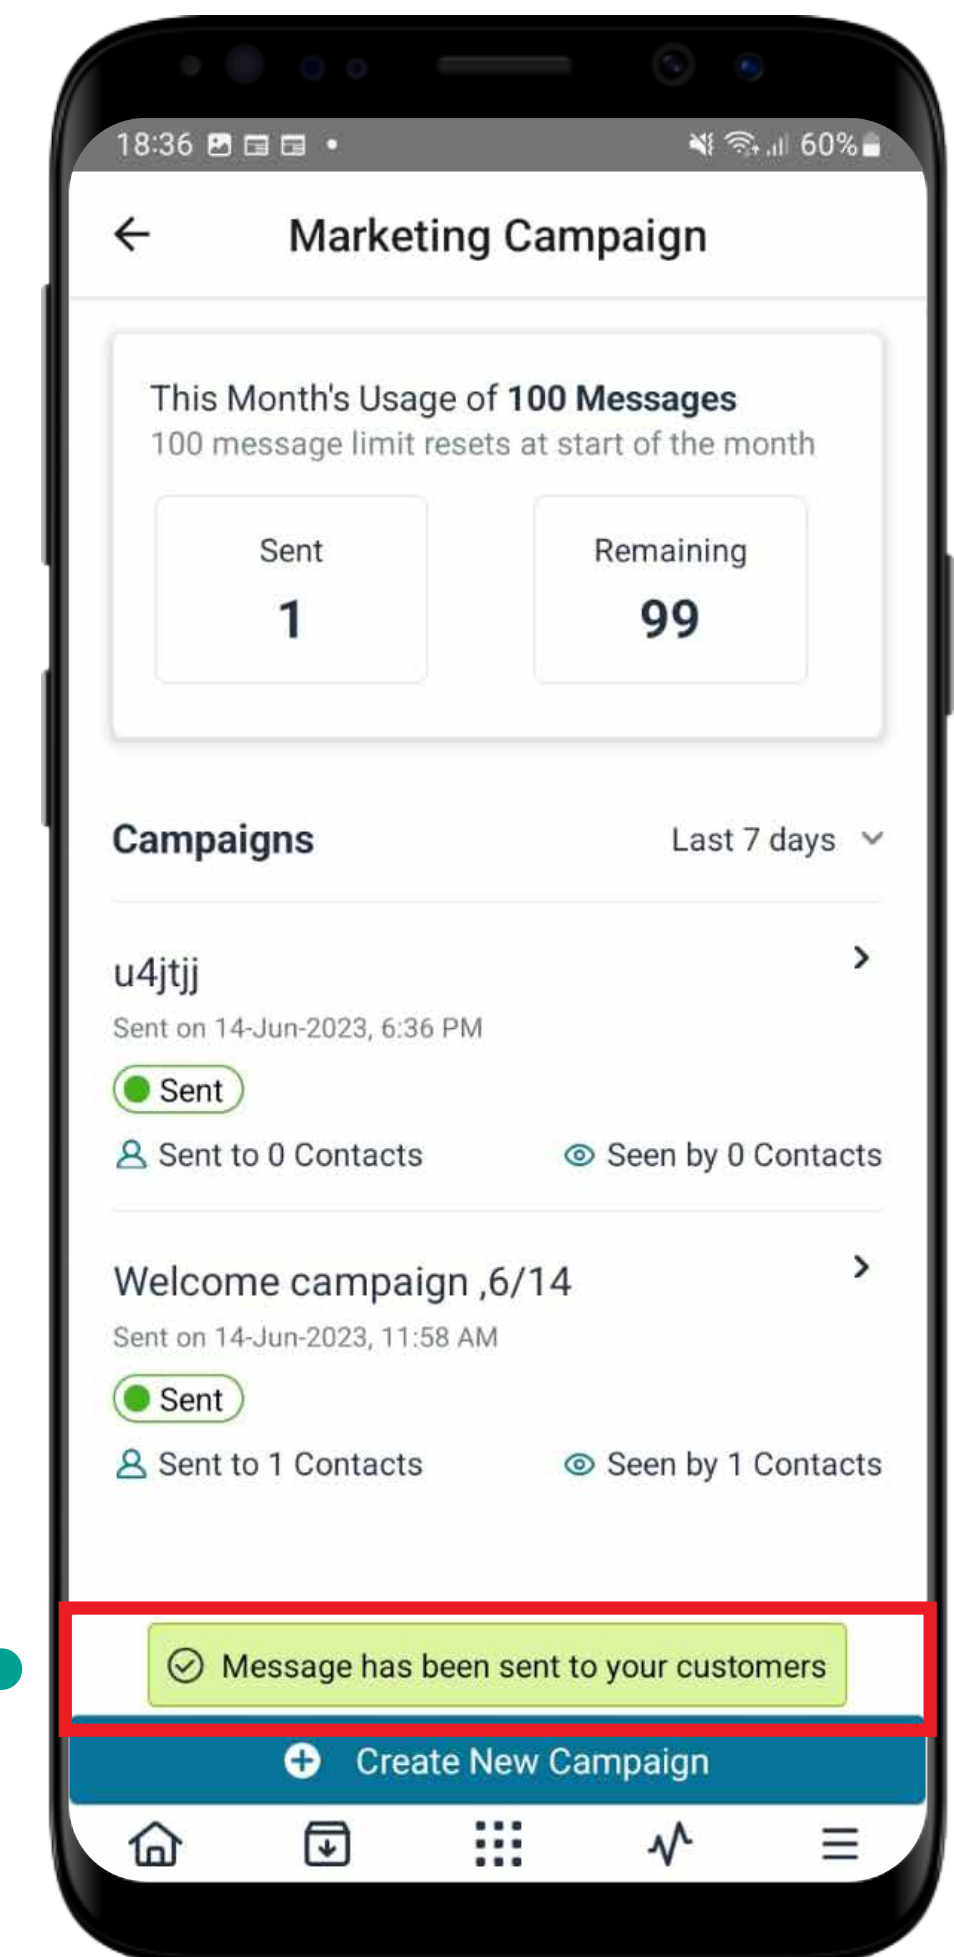 18:36 60%
Marketing Campaign
This Month's Usage of 100 Messages
100 message limit resets at start of the month
Sent Remaining
1 99
Campaigns Last 7 days
u4jtjj
Sent on 14-Jun-2023, 6:36 PM
Sent
Sent to 0 Contacts Seen by 0 Contacts
Welcome campaign ,6/14
Sent on 14-Jun-2023, 11:58 AM
Sent
Sent to 1 Contacts Seen by 1 Contacts
Message has been sent to your customers
Create New Campaign